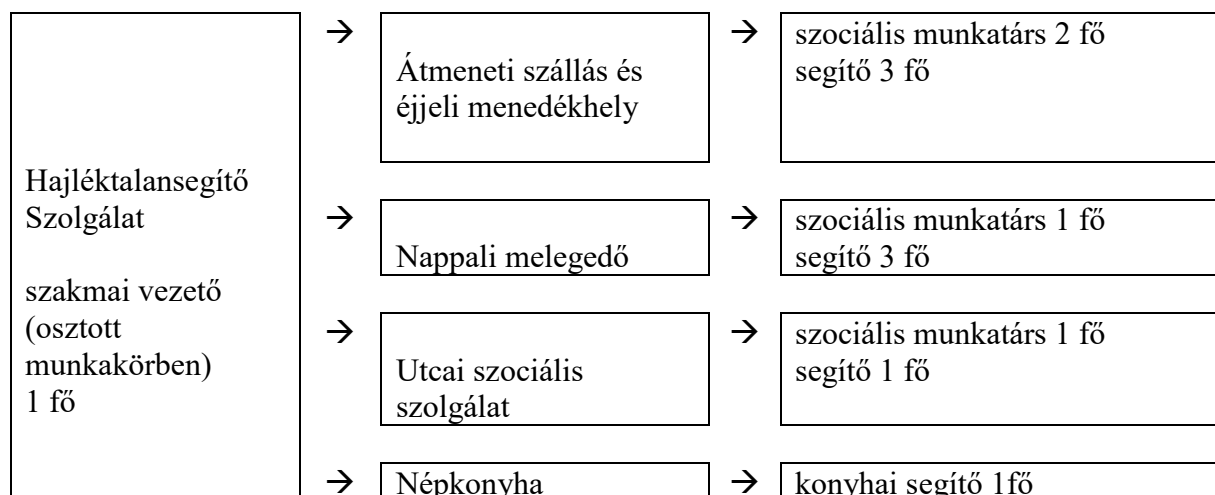 Hajléktalansegítő
Szolgálat
szakmai vezető
(osztott
munkakörben)
1 fő
→
Átmeneti szállás és
éjjeli menedékhely
→
szociális munkatárs 2 fő
segítő 3 fő
→
Nappali melegedő
→
szociális munkatárs 1 fő
segítő 3 fő
→
Utcai szociális
szolgálat
→
szociális munkatárs 1 fő
segítő 1 fő
→
Népkonyha
→
konyhai segítő 1fő